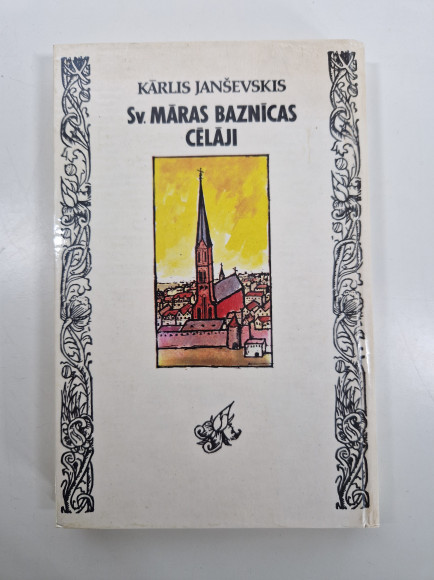 KĀRLIS JANŠEVSKIS
Sv. MĀRAS BAZNĪCAS
CĒLĀJI